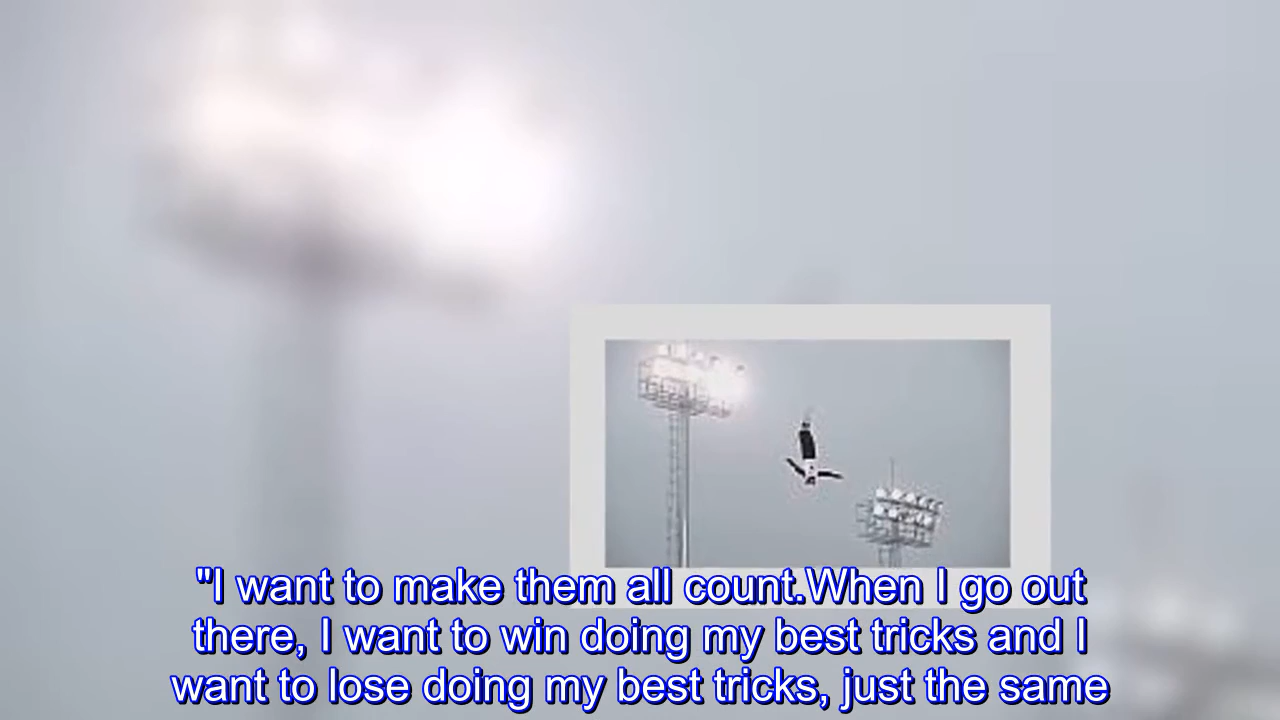 "I want to make them all count.When I go out
there, I want to win doing my best tricks and I
want to lose doing my best tricks, just the same